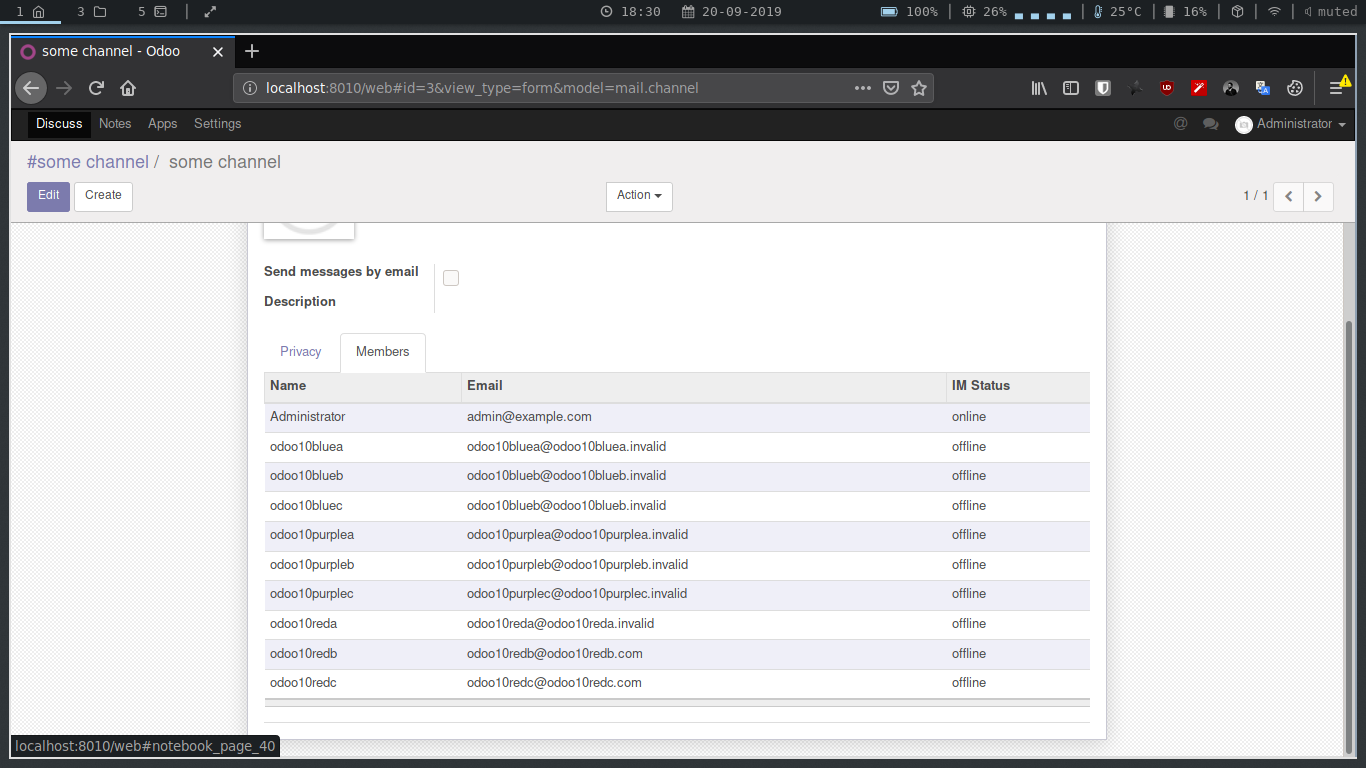 1 3 5 18:30 20-09-2019 100% 26% 25°C 16% muted
some channel - Odoo
localhost:8010/web#id=3&view_type=form&model=mail.channel
Discuss Notes Apps Settings @ Administrator
#some channel / some channel
Edit Create Action 1 / 1
Send messages by email
Description
Privacy Members
Name Email IM Status
Administrator admin@example.com online
odoo10bluea odoo10bluea@odoo10bluea.invalid offline
odoo10blueb odoo10blueb@odoo10blueb.invalid offline
odoo10bluec odoo10blueb@odoo10blueb.invalid offline
odoo10purplea odoo10purplea@odoo10purplea.invalid offline
odoo10purpleb odoo10purpleb@odoo10purpleb.invalid offline
odoo10purplec odoo10purplec@odoo10purplec.invalid offline
odoo10reda odoo10reda@odoo10reda.invalid offline
odoo10redb odoo10redb@odoo10redb.com offline
odoo10redc odoo10redc@odoo10redc.com offline
localhost:8010/web#notebook_page_40